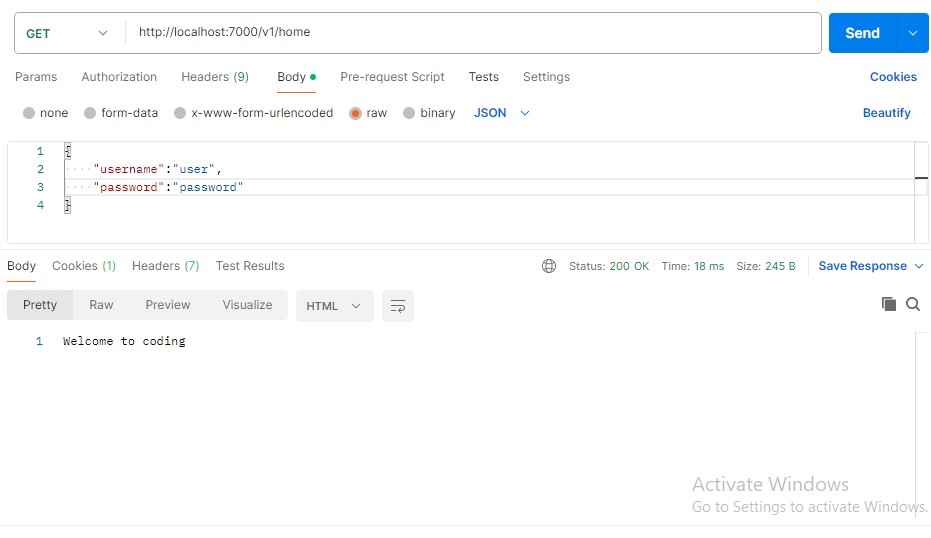 GET http://localhost:7000/v1/home Send
Params Authorization Headers (9) Body Pre-request Script Tests Settings Cookies
none form-data x-www-form-urlencoded raw binary JSON Beautify
1 {
2 ····"username":"user",
3 ····"password":"password"
4 }
Body Cookies (1) Headers (7) Test Results Status: 200 OK Time: 18 ms Size: 245 B Save Response
Pretty Raw Preview Visualize HTML
1 Welcome to coding
Activate Windows
Go to Settings to activate Windows.